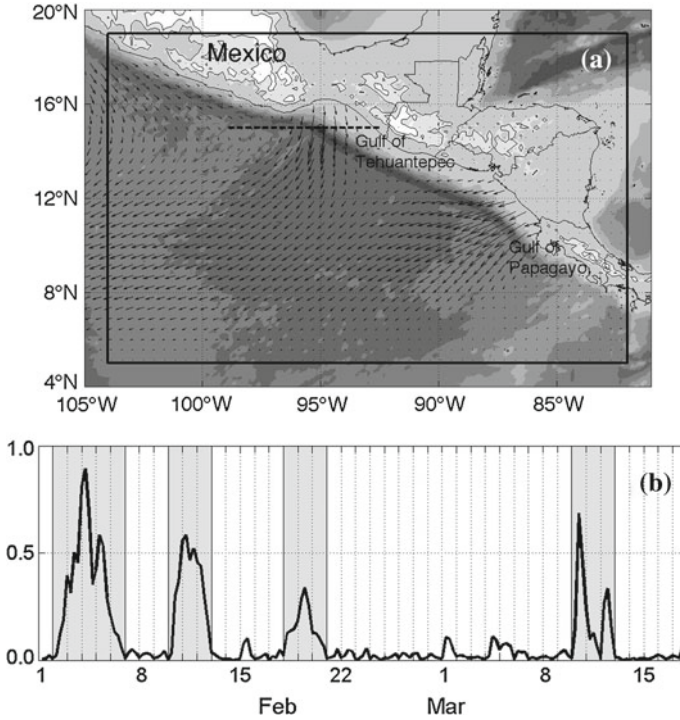 20°N
Mexico
(a)
16°N
Gulf of
Tehuantepec
12°N
Gulf of
Papagayo
8°N
4°N
105°W 100°W 95°W 90°W 85°W
1.0
(b)
0.5
0.0
1 8 15 22 1 8 15
Feb Mar